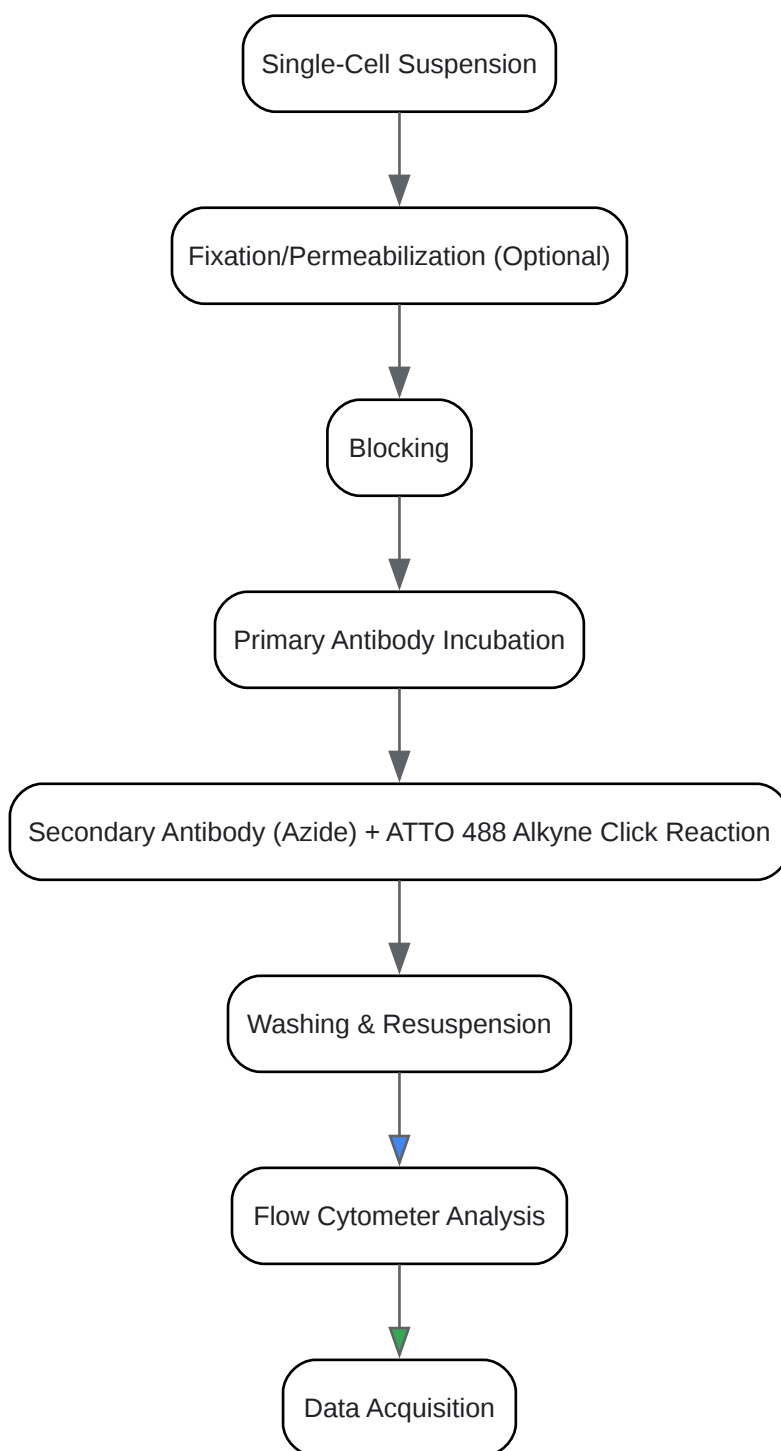 Single-Cell Suspension
Fixation/Permeabilization (Optional)
Blocking
Primary Antibody Incubation
Secondary Antibody (Azide) + ATTO 488 Alkyne Click Reaction
Washing & Resuspension
Flow Cytometer Analysis
Data Acquisition